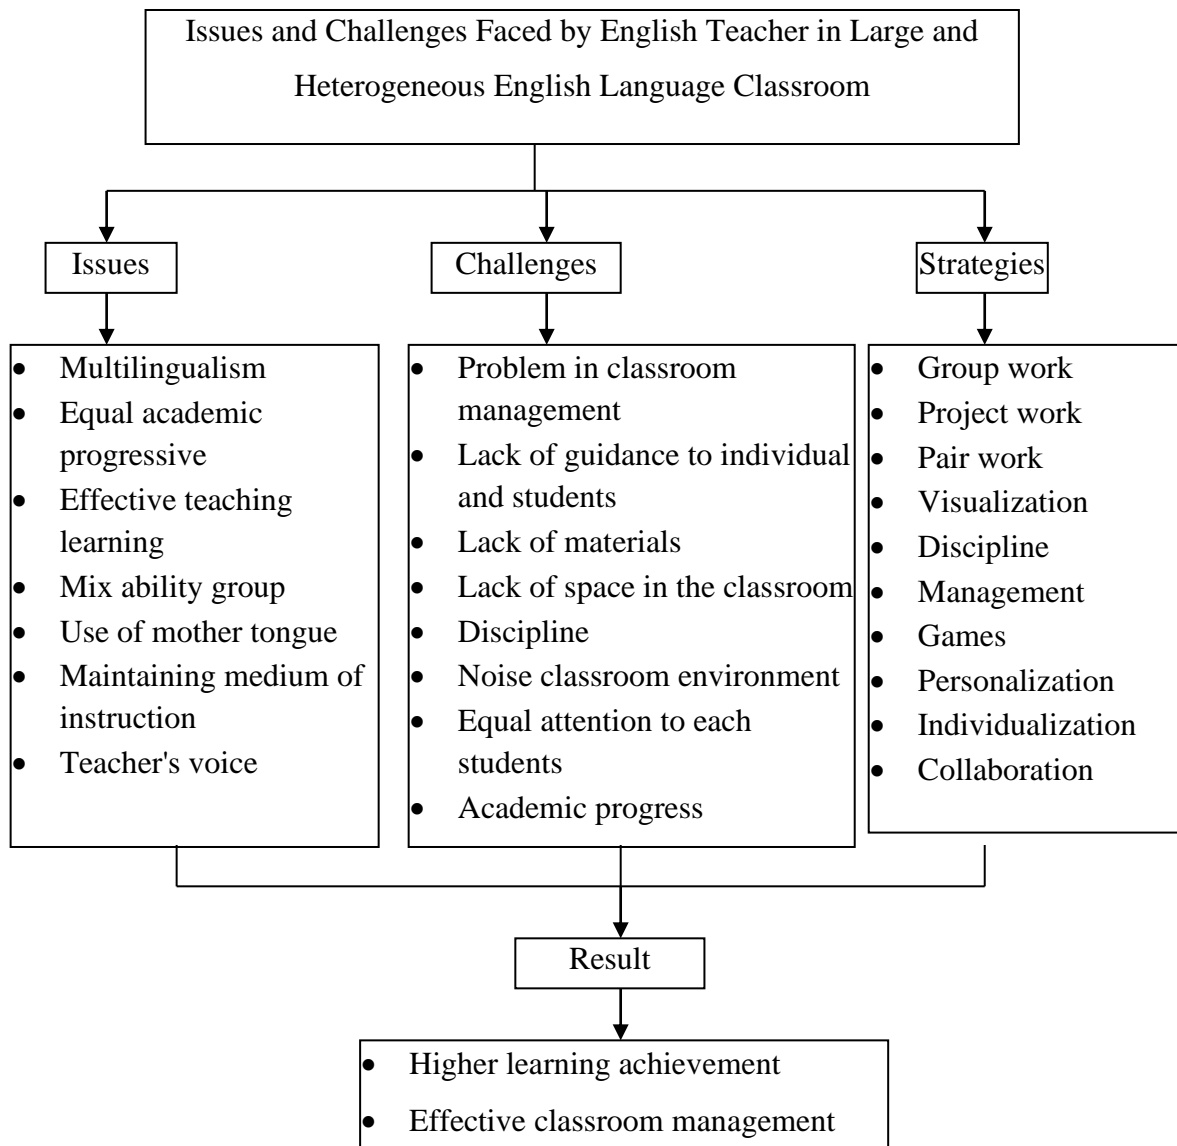 Issues and Challenges Faced by English Teacher in Large and
Heterogeneous English Language Classroom
Issues
Challenges
Strategies
• Multilingualism
• Equal academic
progressive
• Effective teaching
learning
• Mix ability group
• Use of mother tongue
• Maintaining medium of
instruction
• Teacher's voice
• Problem in classroom
management
• Lack of guidance to individual
and students
• Lack of materials
• Lack of space in the classroom
• Discipline
• Noise classroom environment
• Equal attention to each
students
• Academic progress
• Group work
• Project work
• Pair work
• Visualization
• Discipline
• Management
• Games
• Personalization
• Individualization
• Collaboration
Result
• Higher learning achievement
• Effective classroom management